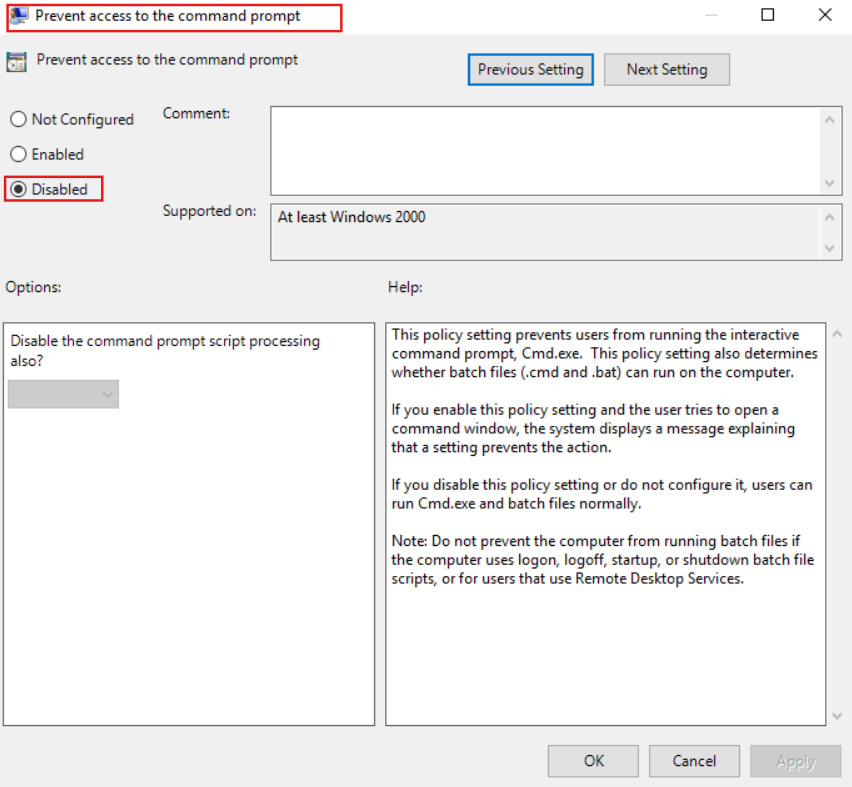 Prevent access to the command prompt
Prevent access to the command prompt
Previous Setting
Next Setting
Not Configured
Enabled
Disabled
Comment:
Supported on:
At least Windows 2000
Options:
Help:
Disable the command prompt script processing
also?
This policy setting prevents users from running the interactive
command prompt, Cmd.exe.  This policy setting also determines
whether batch files (.cmd and .bat) can run on the computer.
If you enable this policy setting and the user tries to open a
command window, the system displays a message explaining
that a setting prevents the action.
If you disable this policy setting or do not configure it, users can
run Cmd.exe and batch files normally.
Note: Do not prevent the computer from running batch files if
the computer uses logon, logoff, startup, or shutdown batch file
scripts, or for users that use Remote Desktop Services.
OK
Cancel
Apply